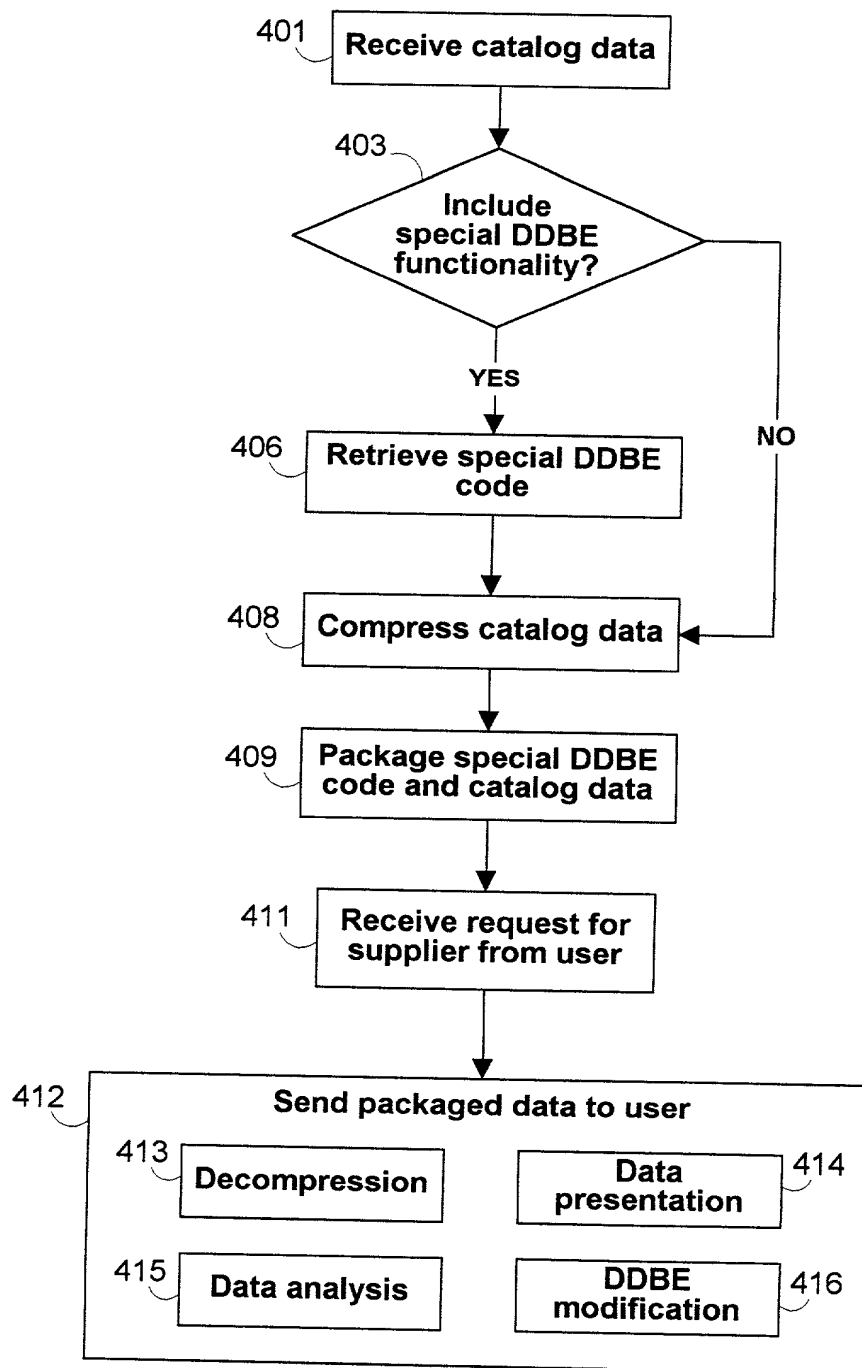 401
Receive catalog data
403
Include
special DDBE
functionality?
YES
NO
406
Retrieve special DDBE
code
408
Compress catalog data
409
Package special DDBE
code and catalog data
411
Receive request for
supplier from user
412
Send packaged data to user
413
Decompression
Data
presentation
414
415
Data analysis
DDBE
modification
416